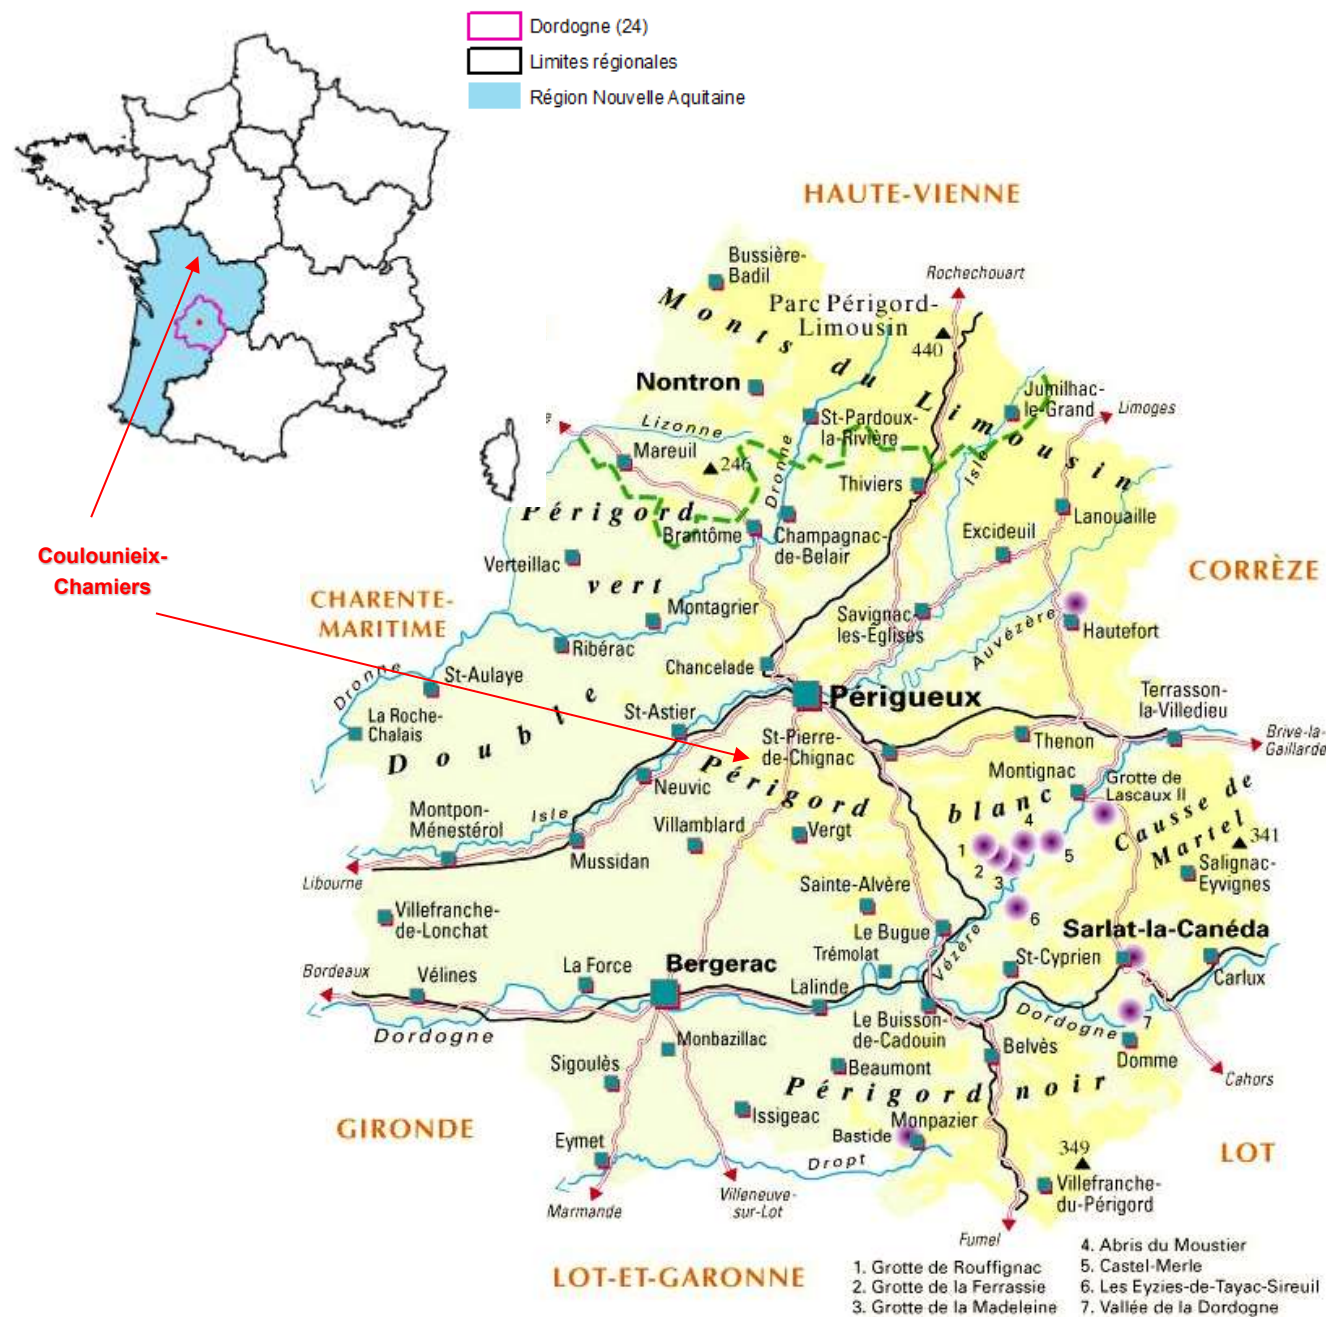 Dordogne (24)
Limites régionales
Région Nouvelle Aquitaine
Coulounieix-
Chamiers
HAUTE-VIENNE
Bussière-
Badil
Rochechouart
Monts du Limousin
Parc Périgord-
Limousin
440
Nontron
Jumilhac-
le-Grand
Limoges
St-Pardoux-
la-Rivière
Lizonne
Mareuil
246
Dronne
Isle
Thiviers
Périgord
vert
Brantôme
Champagnac-
de-Belair
Excideuil
Lanouaille
Verteillac
CORRÈZE
CHARENTE-
MARITIME
Montagrier
Savignac-
les-Églises
Auvézère
Hautefort
Ribérac
Chancelade
Dronne
St-Aulaye
Périgueux
Terrasson-
la-Villedieu
La Roche-
Chalais
Double
St-Astier
St-Pierre-
de-Chignac
Thenon
Brive-la-
Gaillarde
Périgord
blanc
Neuvic
Montignac
Grotte de
Lascaux II
Causse de
Martel
341
Montpon-
Ménestérol
Isle
Mussidan
Villamblard
Vergt
1
2
3
4
5
6
Salignac-
Eyvignes
Libourne
Sainte-Alvère
Villefranche-
de-Lonchat
Le Bugue
Vézère
Sarlat-la-Canéda
Bordeaux
Vélines
La Force
Bergerac
Trémolat
St-Cyprien
Carlux
Lalinde
Dordogne
Le Buisson-
de-Cadouin
Dordogne
7
Domme
Monbazillac
Belvès
Sigoulès
Beaumont
Cahors
Périgord noir
Issigeac
GIRONDE
Monpazier
Bastide
Eymet
Dropt
349
LOT
Villefranche-
du-Périgord
Marmande
Villeneuve-
sur-Lot
Fumel
LOT-ET-GARONNE
1. Grotte de Rouffignac
2. Grotte de la Ferrassie
3. Grotte de la Madeleine
4. Abris du Moustier
5. Castel-Merle
6. Les Eyzies-de-Tayac-Sireuil
7. Vallée de la Dordogne